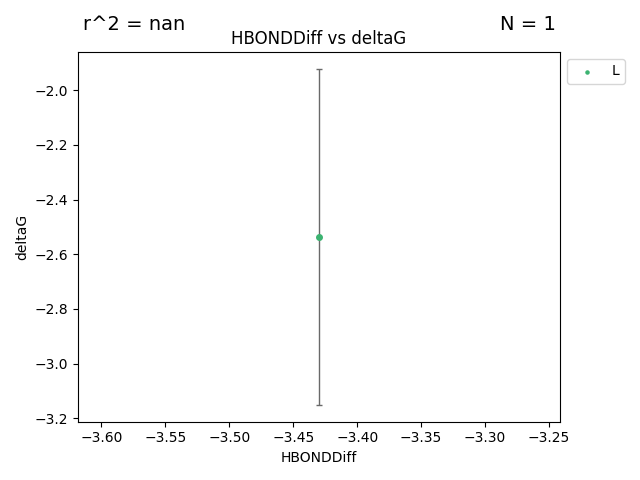 r^2 = nan
N = 1
HBONDDiff vs deltaG
L
deltaG
−2.0
−2.2
−2.4
−2.6
−2.8
−3.0
−3.2
−3.60 −3.55 −3.50 −3.45 −3.40 −3.35 −3.30 −3.25
HBONDDiff